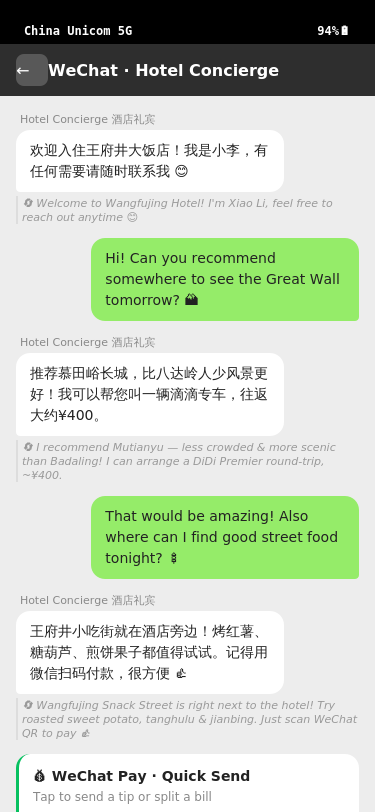 China Unicom 5G 94%🔋
← WeChat · Hotel Concierge
Hotel Concierge 酒店礼宾
欢迎入住王府井大饭店！我是小李，有
任何需要请随时联系我 😊
🔄 Welcome to Wangfujing Hotel! I'm Xiao Li, feel free to
reach out anytime 😊
Hi! Can you recommend
somewhere to see the Great Wall
tomorrow? 🏔
Hotel Concierge 酒店礼宾
推荐慕田峪长城，比八达岭人少风景更
好！我可以帮您叫一辆滴滴专车，往返
大约¥400。
🔄 I recommend Mutianyu — less crowded & more scenic
than Badaling! I can arrange a DiDi Premier round-trip,
~¥400.
That would be amazing! Also
where can I find good street food
tonight? 🍢
Hotel Concierge 酒店礼宾
王府井小吃街就在酒店旁边！烤红薯、
糖葫芦、煎饼果子都值得试试。记得用
微信扫码付款，很方便 👍
🔄 Wangfujing Snack Street is right next to the hotel! Try
roasted sweet potato, tanghulu & jianbing. Just scan WeChat
QR to pay 👍
💰 WeChat Pay · Quick Send
Tap to send a tip or split a bill